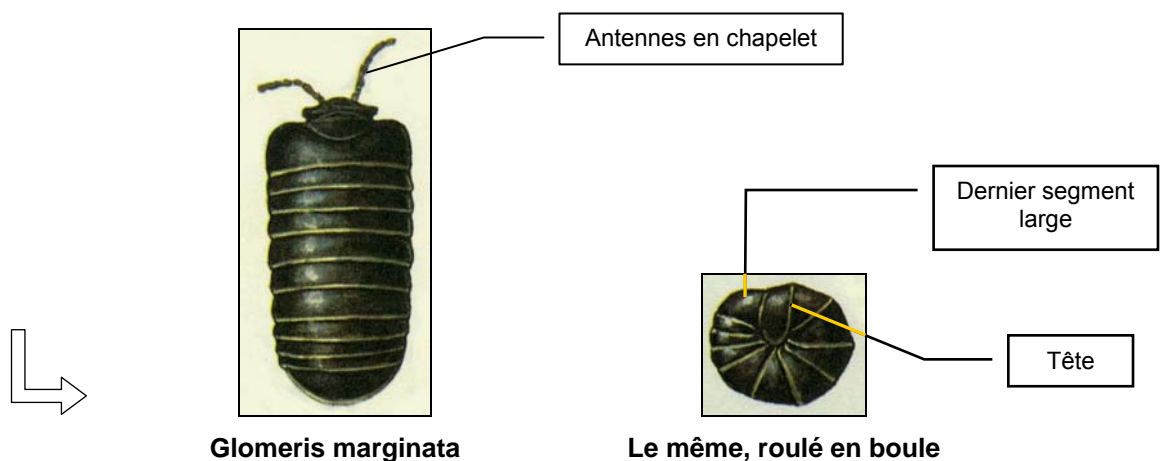 Antennes en chapelet
Dernier segment
large
Tête
Glomeris marginata
Le même, roulé en boule